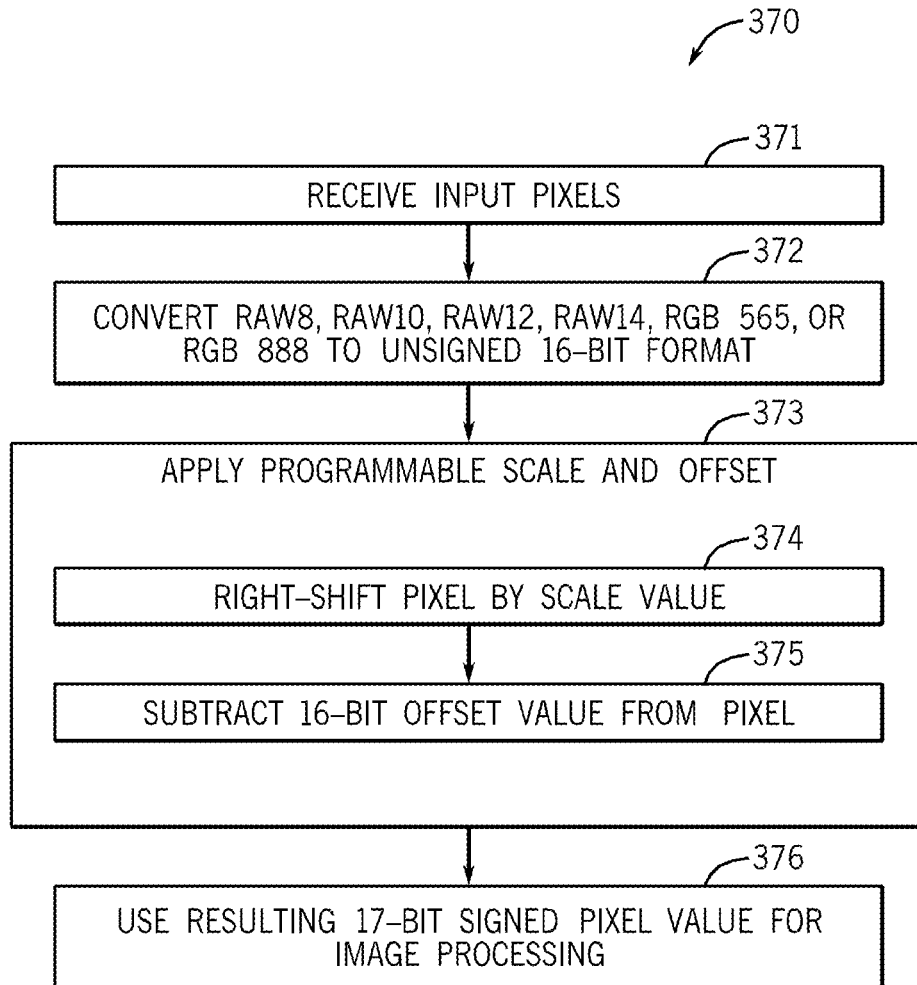 370
371
RECEIVE INPUT PIXELS
372
CONVERT RAW8, RAW10, RAW12, RAW14, RGB 565, OR
RGB 888 TO UNSIGNED 16–BIT FORMAT
373
APPLY PROGRAMMABLE SCALE AND OFFSET
374
RIGHT–SHIFT PIXEL BY SCALE VALUE
375
SUBTRACT 16–BIT OFFSET VALUE FROM PIXEL
376
USE RESULTING 17–BIT SIGNED PIXEL VALUE FOR
IMAGE PROCESSING